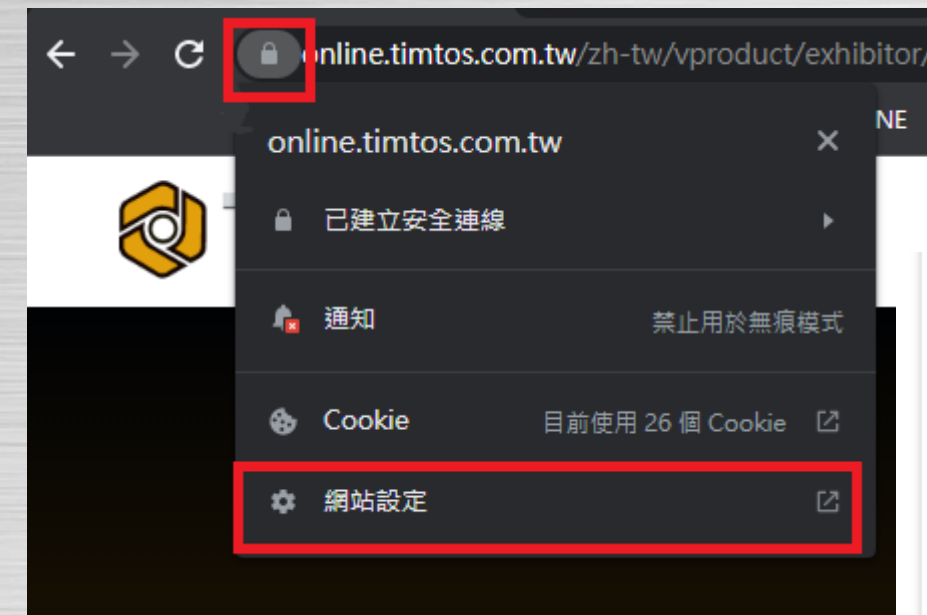 online.timtos.com.tw/zh-tw/vproduct/exhibitor/
NE
online.timtos.com.tw
已建立安全連線
通知 禁止用於無痕模式
Cookie 目前使用 26 個 Cookie
網站設定